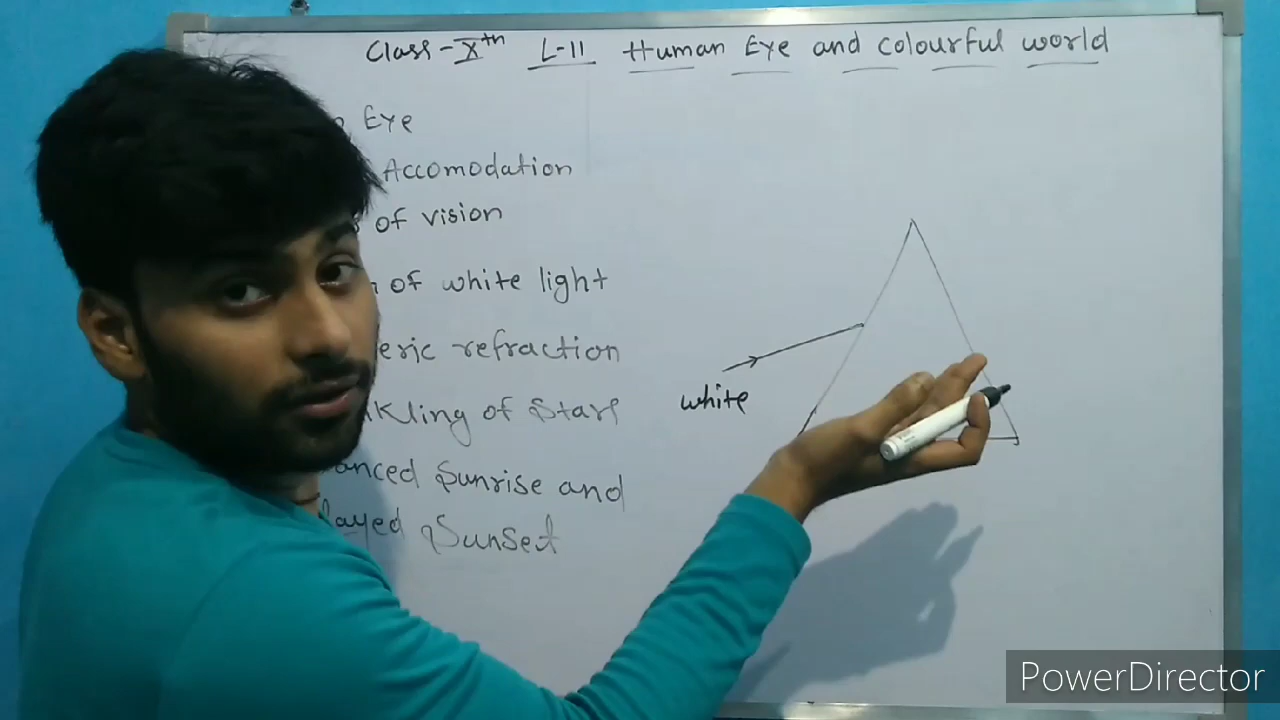 Class - Xth L-11 Human Eye and colourful world
Eye
Accomodation
of vision
of white light
eric refraction
kling of Stars
anced Sunrise and
layed Sunset
white
PowerDirector